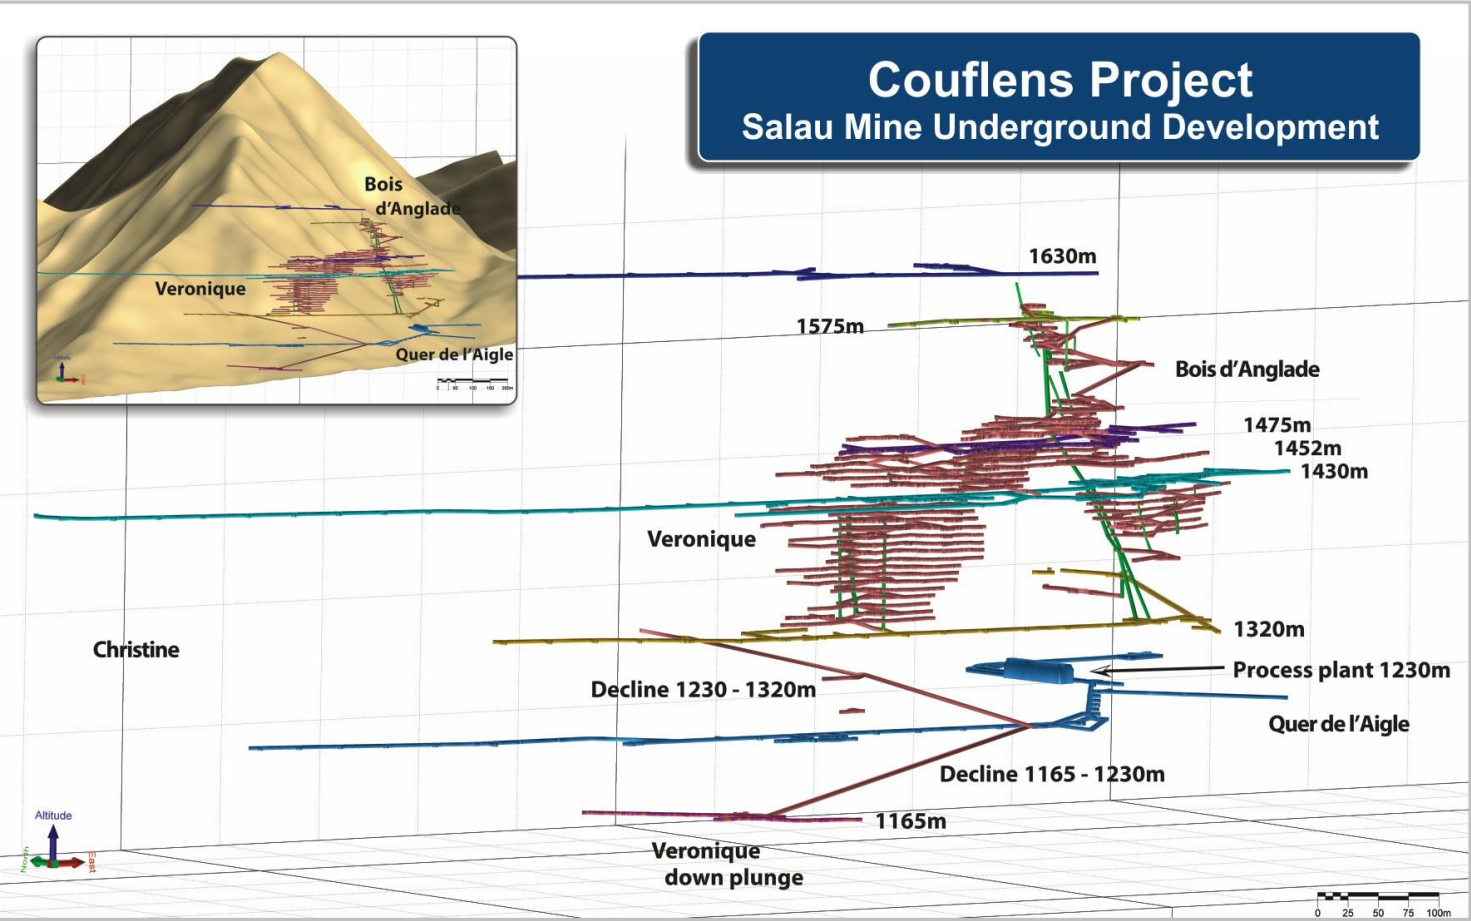 Couflens Project
Salau Mine Underground Development
Bois
d'Anglade
Veronique
Quer de l'Aigle
Altitude
1630m
1575m
Bois d'Anglade
1475m
1452m
1430m
Veronique
Christine
1320m
Process plant 1230m
Decline 1230 - 1320m
Quer de l'Aigle
Decline 1165 - 1230m
1165m
Veronique
down plunge
Altitude
North
East
0 25 50 75 100m